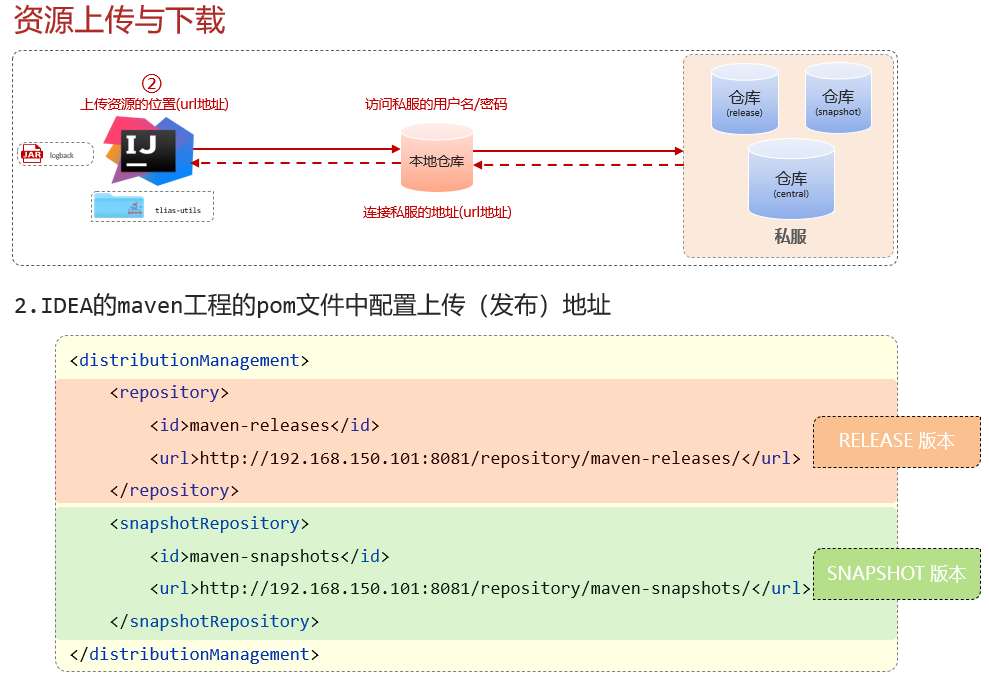 资源上传与下载
②
上传资源的位置(url地址)
访问私服的用户名/密码
仓库
(release)
仓库
(snapshot)
JAR
logback
IJ
本地仓库
仓库
(central)
tlias-utils
连接私服的地址(url地址)
私服
2.IDEA的maven工程的pom文件中配置上传（发布）地址
<distributionManagement>
<repository>
<id>maven-releases</id>
<url>http://192.168.150.101:8081/repository/maven-releases/</url>
</repository>
RELEASE 版本
<snapshotRepository>
<id>maven-snapshots</id>
<url>http://192.168.150.101:8081/repository/maven-snapshots/</url>
</snapshotRepository>
SNAPSHOT 版本
</distributionManagement>